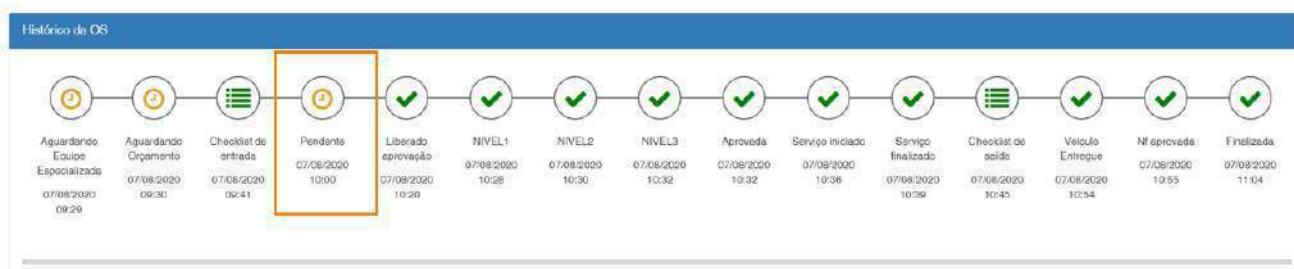 Histórico da OS
Aguardando
Equipe
Especializada
07/08/2020
09:29
Aguardando
Orçamento
07/08/2020
09:30
Checklist de
entrada
07/08/2020
09:41
Pendente
07/08/2020
10:00
Liberado
aprovação
07/08/2020
10:20
NIVEL1
07/08/2020
10:28
NIVEL2
07/08/2020
10:30
NIVEL3
07/08/2020
10:32
Aprovada
07/08/2020
10:32
Serviço iniciado
07/08/2020
10:36
Serviço
finalizado
07/08/2020
10:39
Checklist de
saída
07/08/2020
10:45
Veiculo
Entregue
07/08/2020
10:54
Nf aprovada
07/08/2020
10:55
Finalizada
07/08/2020
11:04